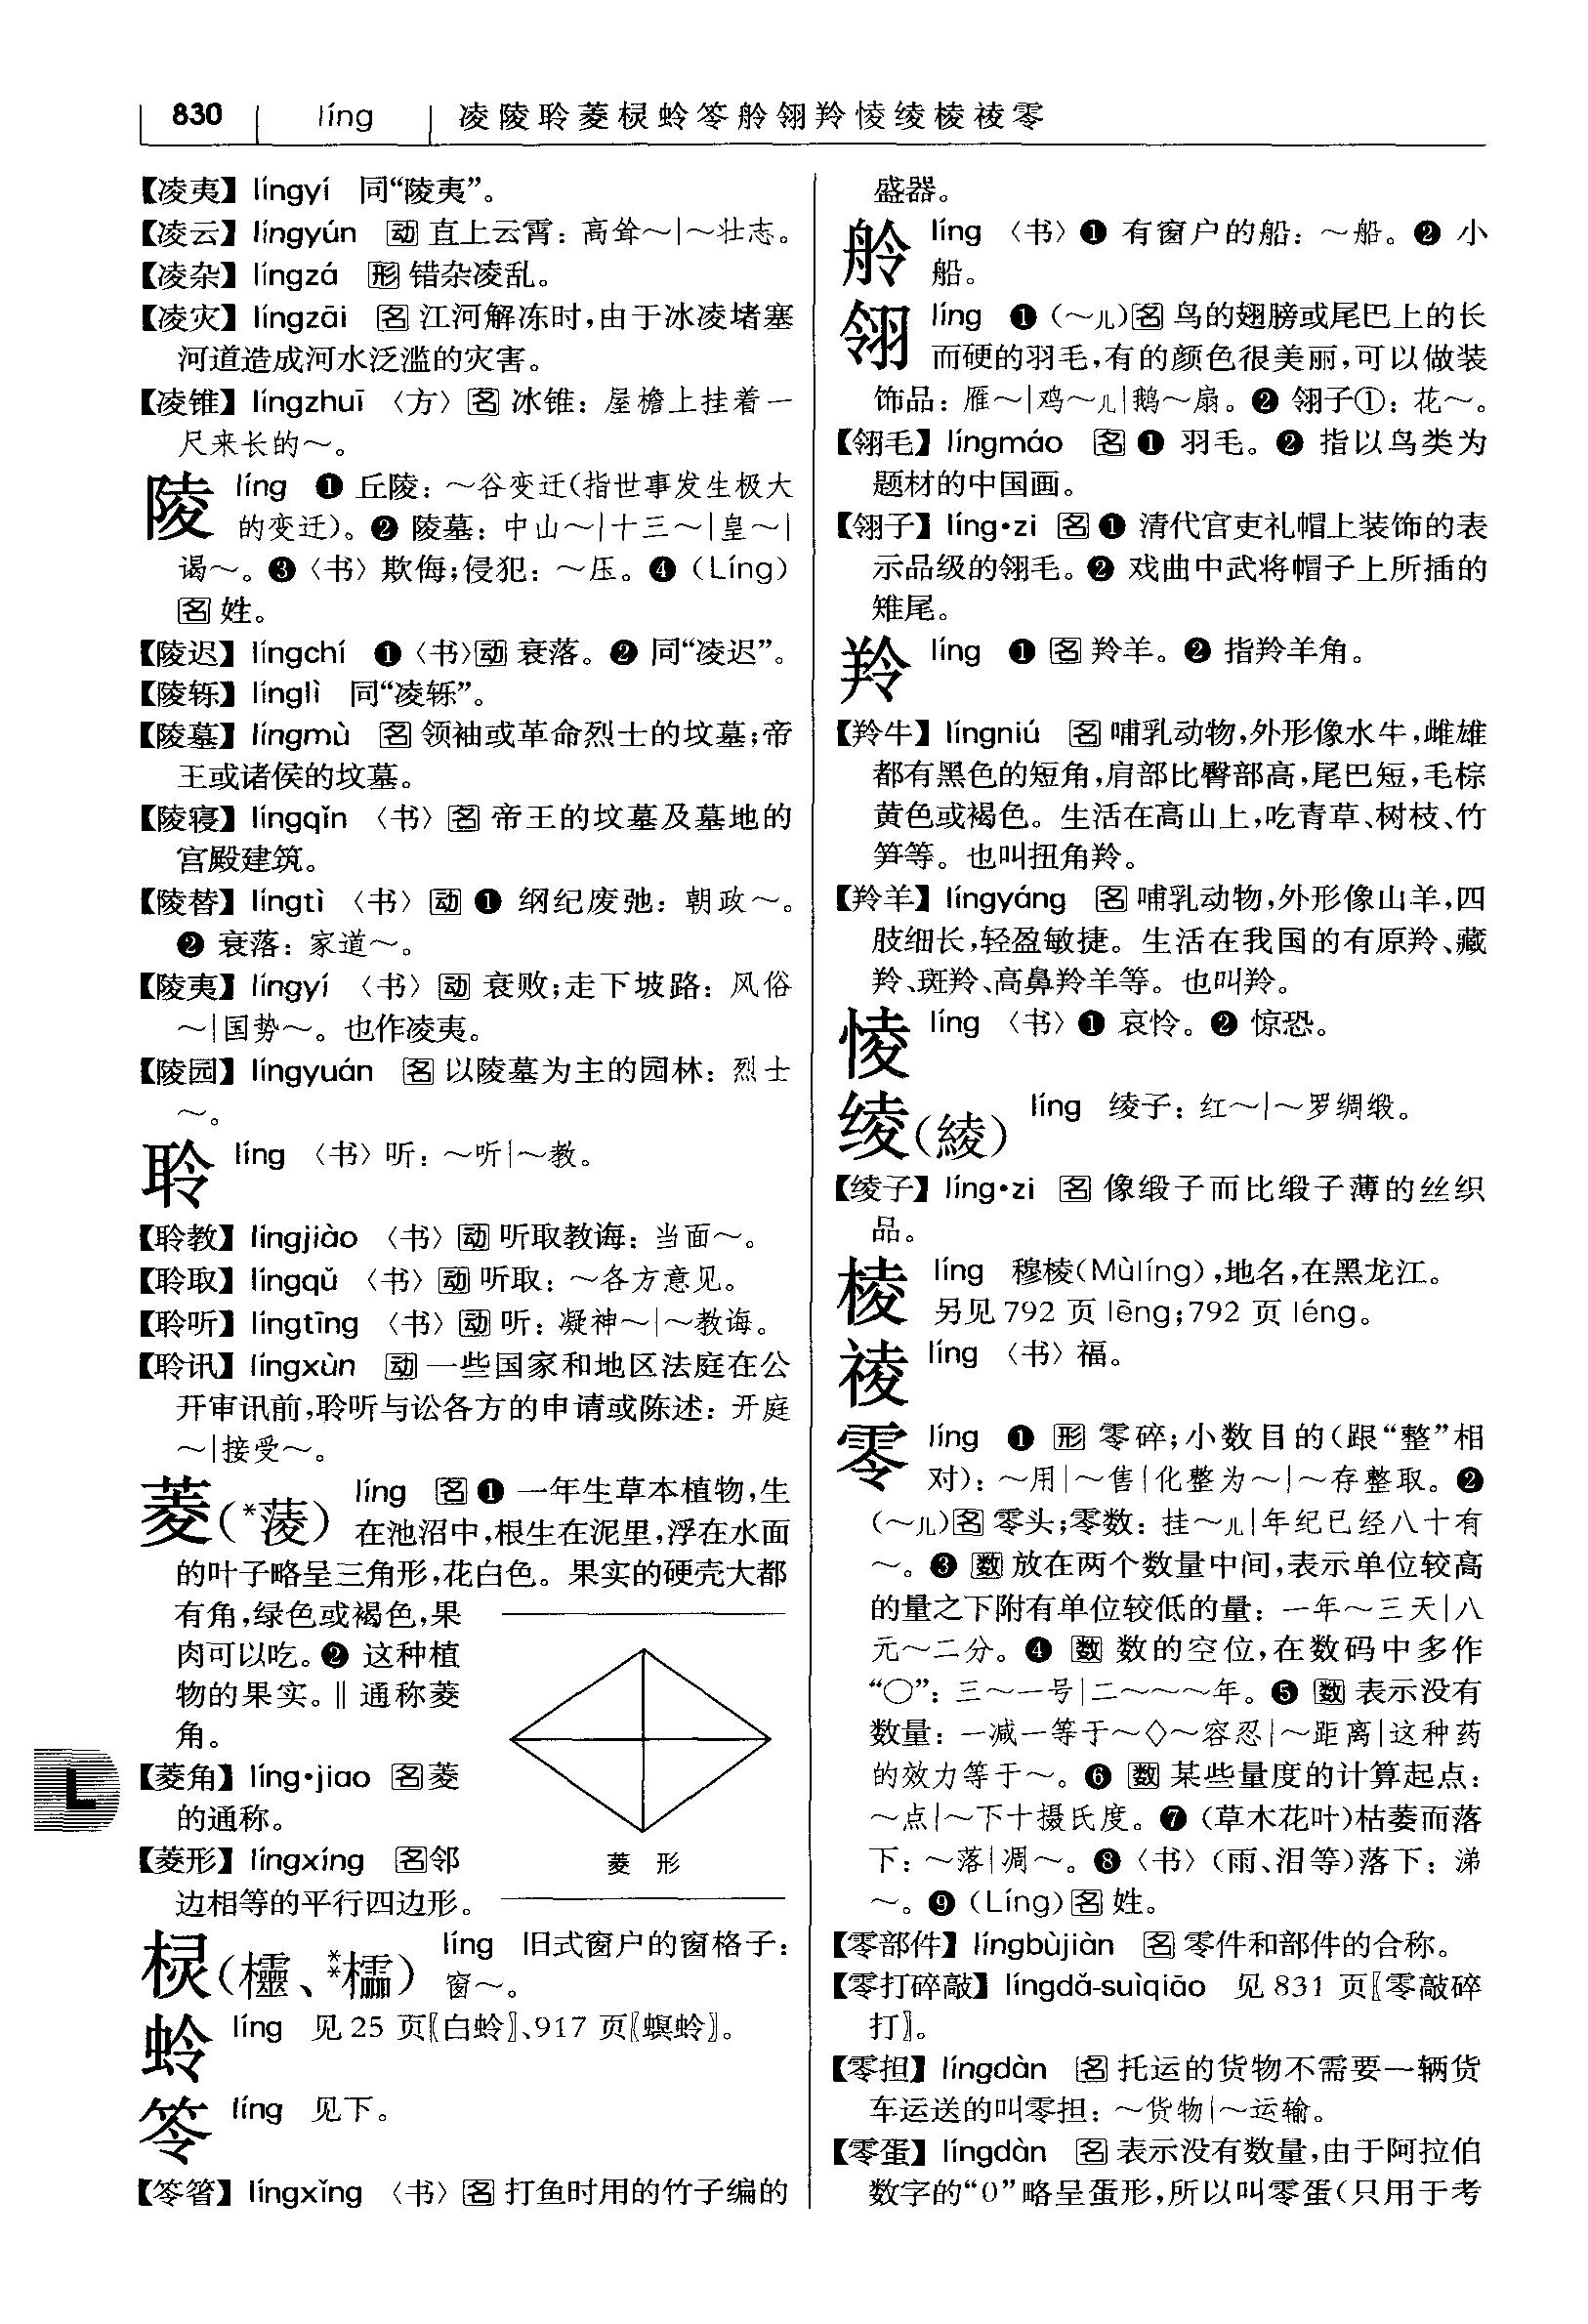 830 líng 凌陵聆菱棂蛉笭舲翎羚㥄绫棱祾零
【凌夷】língyí 同“陵夷”。
【凌云】língyún 动 直上云霄：高耸～|～壮志。
【凌杂】língzá 形 错杂凌乱。
【凌灾】língzāi 名 江河解冻时,由于冰凌堵塞
河道造成河水泛滥的灾害。
【凌锥】língzhuī 〈方〉名 冰锥：屋檐上挂着一
尺来长的～。
陵 líng ❶ 丘陵：～谷变迁(指世事发生极大
的变迁)。❷ 陵墓：中山～|十三～|皇～|
谒～。❸〈书〉欺侮;侵犯：～压。❹（Líng）
名 姓。
【陵迟】língchí ❶〈书〉动 衰落。❷ 同“凌迟”。
【陵轹】línglì 同“凌轹”。
【陵墓】língmù 名 领袖或革命烈士的坟墓;帝
王或诸侯的坟墓。
【陵寝】língqǐn 〈书〉名 帝王的坟墓及墓地的
宫殿建筑。
【陵替】língtì 〈书〉动 ❶ 纲纪废弛：朝政～。
❷ 衰落：家道～。
【陵夷】língyí 〈书〉动 衰败;走下坡路：风俗
～|国势～。也作凌夷。
【陵园】língyuán 名 以陵墓为主的园林：烈士
～。
聆 líng 〈书〉听：～听|～教。
【聆教】língjiào 〈书〉动 听取教诲：当面～。
【聆取】língqǔ 〈书〉动 听取：～各方意见。
【聆听】língtīng 〈书〉动 听：凝神～|～教诲。
【聆讯】língxùn 动 一些国家和地区法庭在公
开审讯前,聆听与讼各方的申请或陈述：开庭
～|接受～。
菱(*蔆) líng 名 ❶ 一年生草本植物,生
在池沼中,根生在泥里,浮在水面
的叶子略呈三角形,花白色。果实的硬壳大都
有角,绿色或褐色,果
肉可以吃。❷ 这种植
物的果实。‖ 通称菱
角。
【菱角】líng·jiao 名 菱
的通称。
【菱形】língxíng 名 邻
边相等的平行四边形。
菱 形
棂(欞、**櫺) líng 旧式窗户的窗格子：
窗～。
蛉 líng 见 25 页〖白蛉〗、917 页〖螟蛉〗。
笭 líng 见下。
【笭箵】língxǐng 〈书〉名 打鱼时用的竹子编的
盛器。
舲 líng 〈书〉❶ 有窗户的船：～船。❷ 小
船。
翎 líng ❶（～儿）名 鸟的翅膀或尾巴上的长
而硬的羽毛,有的颜色很美丽,可以做装
饰品：雁～|鸡～儿|鹅～扇。❷ 翎子①：花～。
【翎毛】língmáo 名 ❶ 羽毛。❷ 指以鸟类为
题材的中国画。
【翎子】líng·zi 名 ❶ 清代官吏礼帽上装饰的表
示品级的翎毛。❷ 戏曲中武将帽子上所插的
雉尾。
羚 líng ❶ 名 羚羊。❷ 指羚羊角。
【羚牛】língniú 名 哺乳动物,外形像水牛,雌雄
都有黑色的短角,肩部比臀部高,尾巴短,毛棕
黄色或褐色。生活在高山上,吃青草、树枝、竹
笋等。也叫扭角羚。
【羚羊】língyáng 名 哺乳动物,外形像山羊,四
肢细长,轻盈敏捷。生活在我国的有原羚、藏
羚、斑羚、高鼻羚羊等。也叫羚。
㥄 líng 〈书〉❶ 哀怜。❷ 惊恐。
绫(綾) líng 绫子：红～|～罗绸缎。
【绫子】líng·zi 名 像缎子而比缎子薄的丝织
品。
棱 líng 穆棱(Mùlíng),地名,在黑龙江。
另见 792 页 lēng;792 页 léng。
祾 líng 〈书〉福。
零 líng ❶ 形 零碎;小数目的(跟“整”相
对)：～用|～售|化整为～|～存整取。❷
（～儿）名 零头;零数：挂～儿|年纪已经八十有
～。❸ 数 放在两个数量中间,表示单位较高
的量之下附有单位较低的量：一年～三天|八
元～二分。❹ 数 数的空位,在数码中多作
“〇”：三～一号|二～～～年。❺ 数 表示没有
数量：一减一等于～◇～容忍|～距离|这种药
的效力等于～。❻ 数 某些量度的计算起点：
～点|～下十摄氏度。❼（草木花叶)枯萎而落
下：～落|凋～。❽〈书〉（雨、泪等)落下：涕
～。❾（Líng）名 姓。
【零部件】língbùjiàn 名 零件和部件的合称。
【零打碎敲】língdǎ-suìqiāo 见 831 页〖零敲碎
打〗。
【零担】língdàn 名 托运的货物不需要一辆货
车运送的叫零担：～货物|～运输。
【零蛋】língdàn 名 表示没有数量,由于阿拉伯
数字的“0”略呈蛋形,所以叫零蛋(只用于考
L